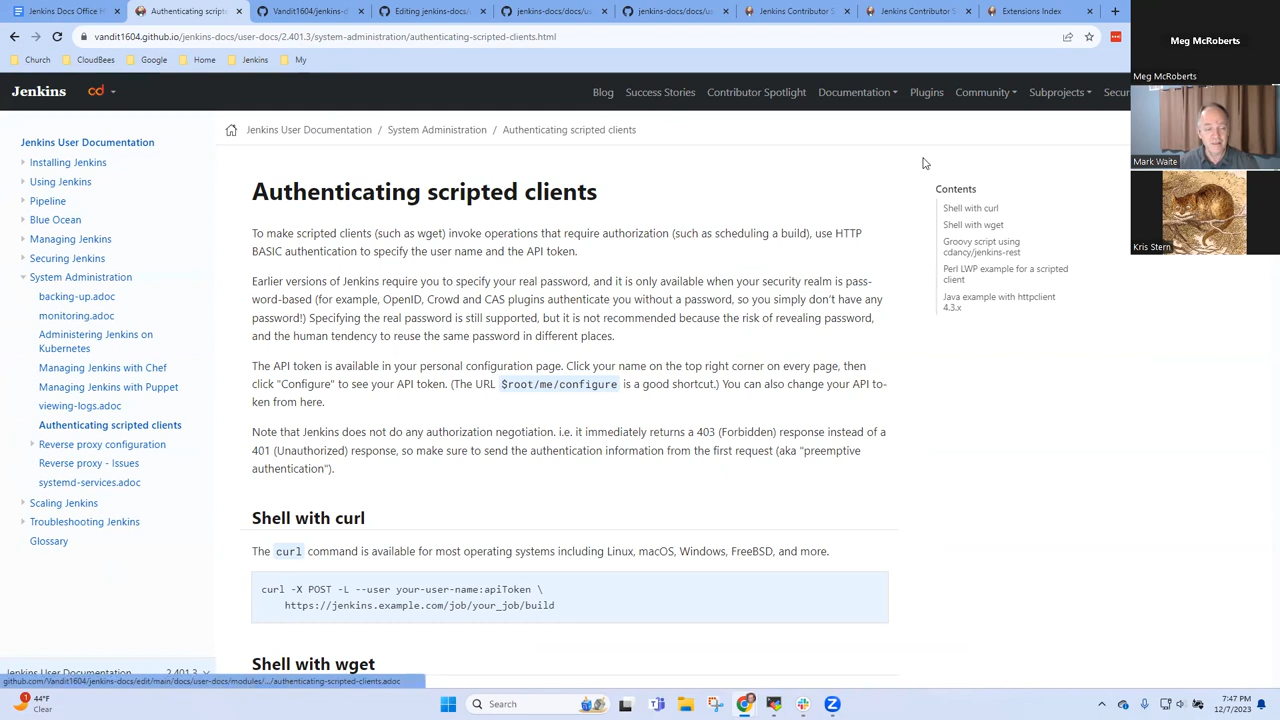 Jenkins Docs Office H
Authenticating scripte
Vandit1604/jenkins-d
Editing jenkins-docs/
jenkins-docs/docs/us
jenkins-docs/docs/us
Jenkins Contributor S
Jenkins Contributor S
Extensions Index
vandit1604.github.io/jenkins-docs/user-docs/2.401.3/system-administration/authenticating-scripted-clients.html
Church
CloudBees
Google
Home
Jenkins
My
Meg McRoberts
Meg McRoberts
Mark Waite
Kris Stern
Jenkins
cd
Blog
Success Stories
Contributor Spotlight
Documentation
Plugins
Community
Subprojects
Secur
Jenkins User Documentation / System Administration / Authenticating scripted clients
Jenkins User Documentation
Installing Jenkins
Using Jenkins
Pipeline
Blue Ocean
Managing Jenkins
Securing Jenkins
System Administration
backing-up.adoc
monitoring.adoc
Administering Jenkins on
Kubernetes
Managing Jenkins with Chef
Managing Jenkins with Puppet
viewing-logs.adoc
Authenticating scripted clients
Reverse proxy configuration
Reverse proxy - Issues
systemd-services.adoc
Scaling Jenkins
Troubleshooting Jenkins
Glossary
Jenkins User Documentation
2.401.3
Authenticating scripted clients
To make scripted clients (such as wget) invoke operations that require authorization (such as scheduling a build), use HTTP
BASIC authentication to specify the user name and the API token.
Earlier versions of Jenkins require you to specify your real password, and it is only available when your security realm is pass-
word-based (for example, OpenID, Crowd and CAS plugins authenticate you without a password, so you simply don't have any
password!) Specifying the real password is still supported, but it is not recommended because the risk of revealing password,
and the human tendency to reuse the same password in different places.
The API token is available in your personal configuration page. Click your name on the top right corner on every page, then
click "Configure" to see your API token. (The URL $root/me/configure is a good shortcut.) You can also change your API to-
ken from here.
Note that Jenkins does not do any authorization negotiation. i.e. it immediately returns a 403 (Forbidden) response instead of a
401 (Unauthorized) response, so make sure to send the authentication information from the first request (aka "preemptive
authentication").
Shell with curl
The curl command is available for most operating systems including Linux, macOS, Windows, FreeBSD, and more.
curl -X POST -L --user your-user-name:apiToken \
https://jenkins.example.com/job/your_job/build
Shell with wget
Contents
Shell with curl
Shell with wget
Groovy script using
cdancy/jenkins-rest
Perl LWP example for a scripted
client
Java example with httpclient
4.3.x
github.com/Vandit1604/jenkins-docs/edit/main/docs/user-docs/modules/.../authenticating-scripted-clients.adoc
1
44°F
Clear
Search
7:47 PM
12/7/2023